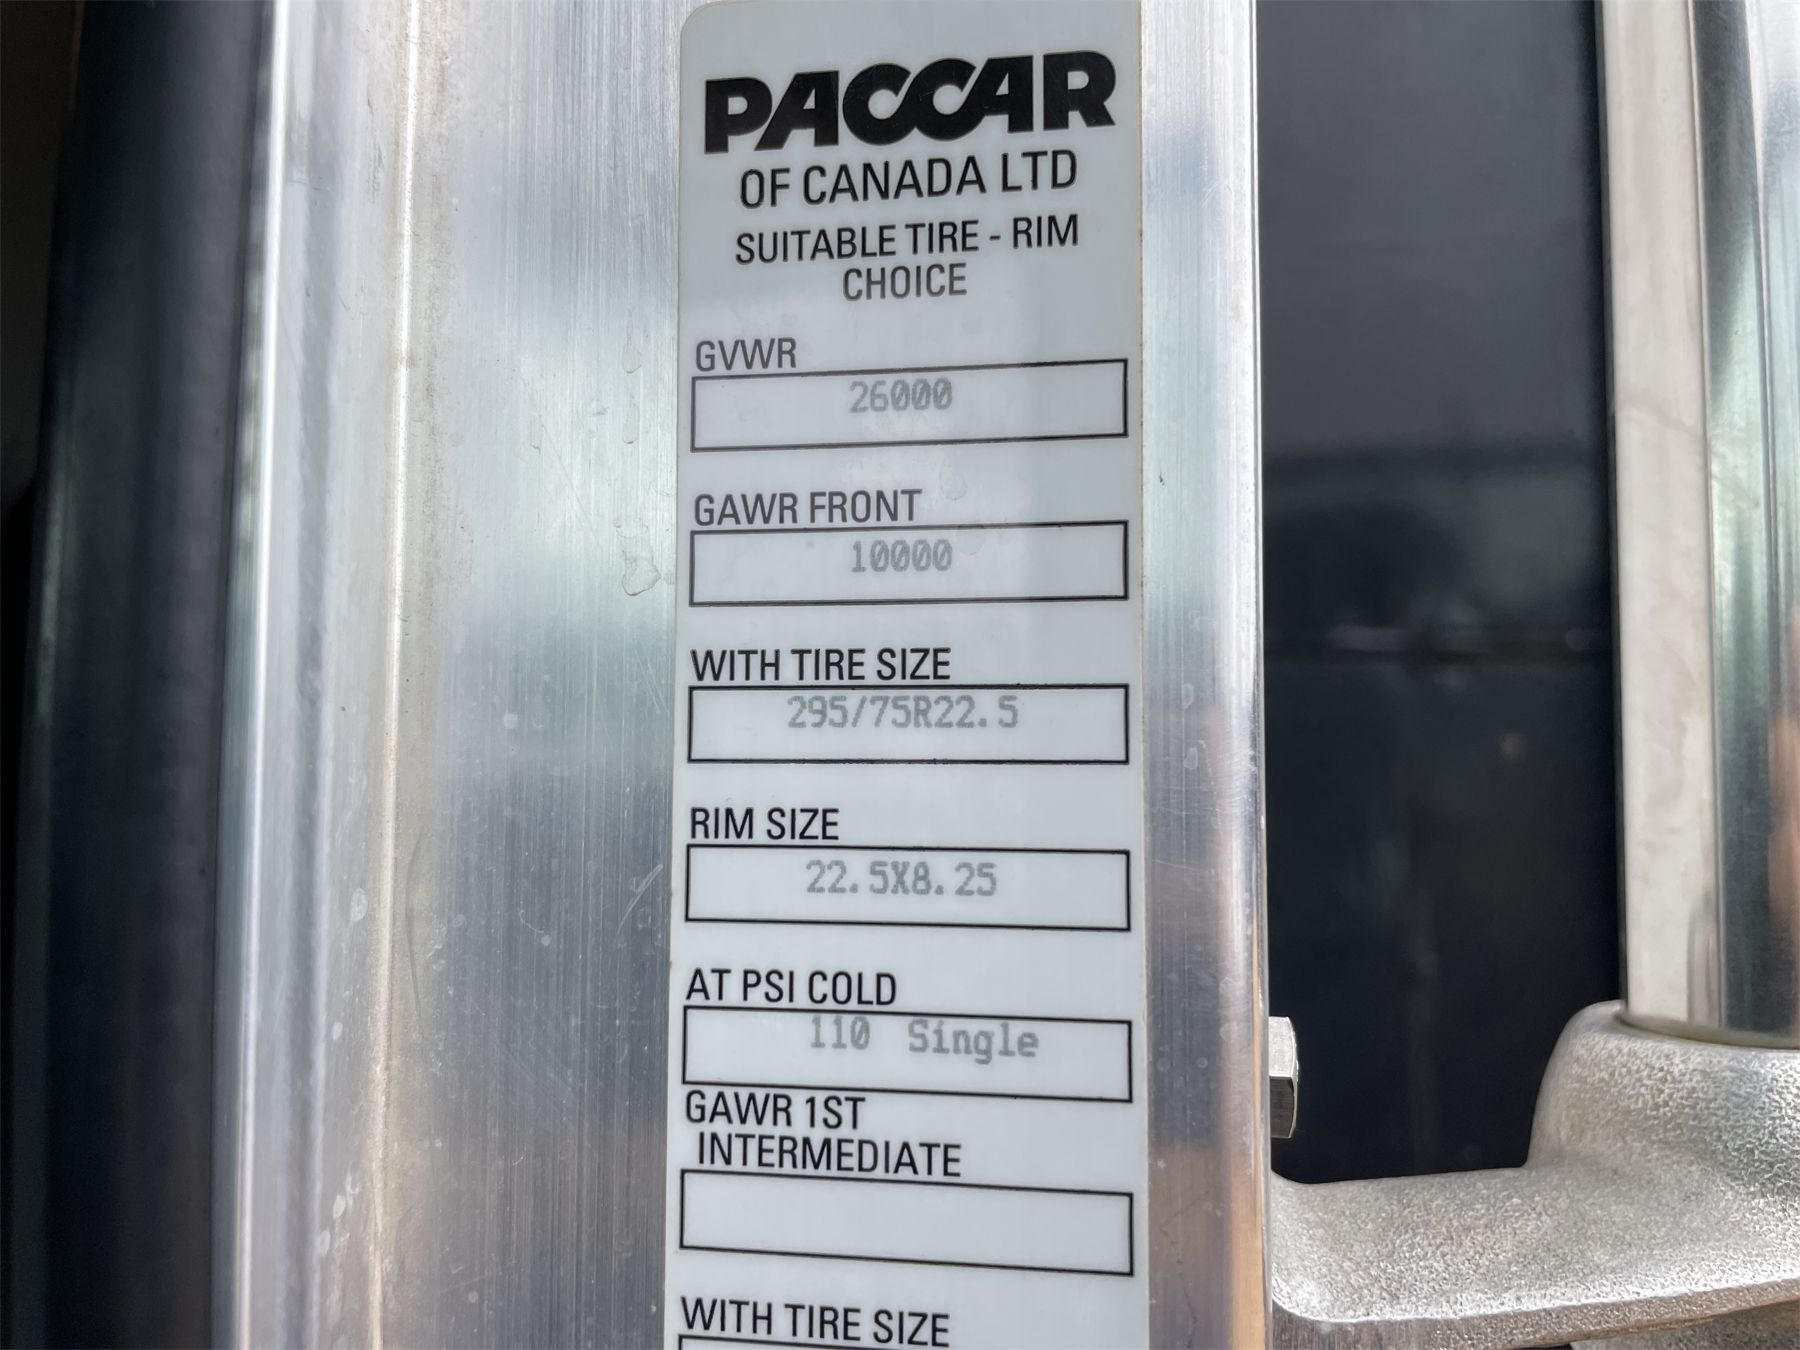 PACCAR
OF CANADA LTD
SUITABLE TIRE - RIM
CHOICE
GVWR
26000
GAWR FRONT
10000
WITH TIRE SIZE
295/75R22.5
RIM SIZE
22.5X8.25
AT PSI COLD
110 Single
GAWR 1ST
INTERMEDIATE
WITH TIRE SIZE